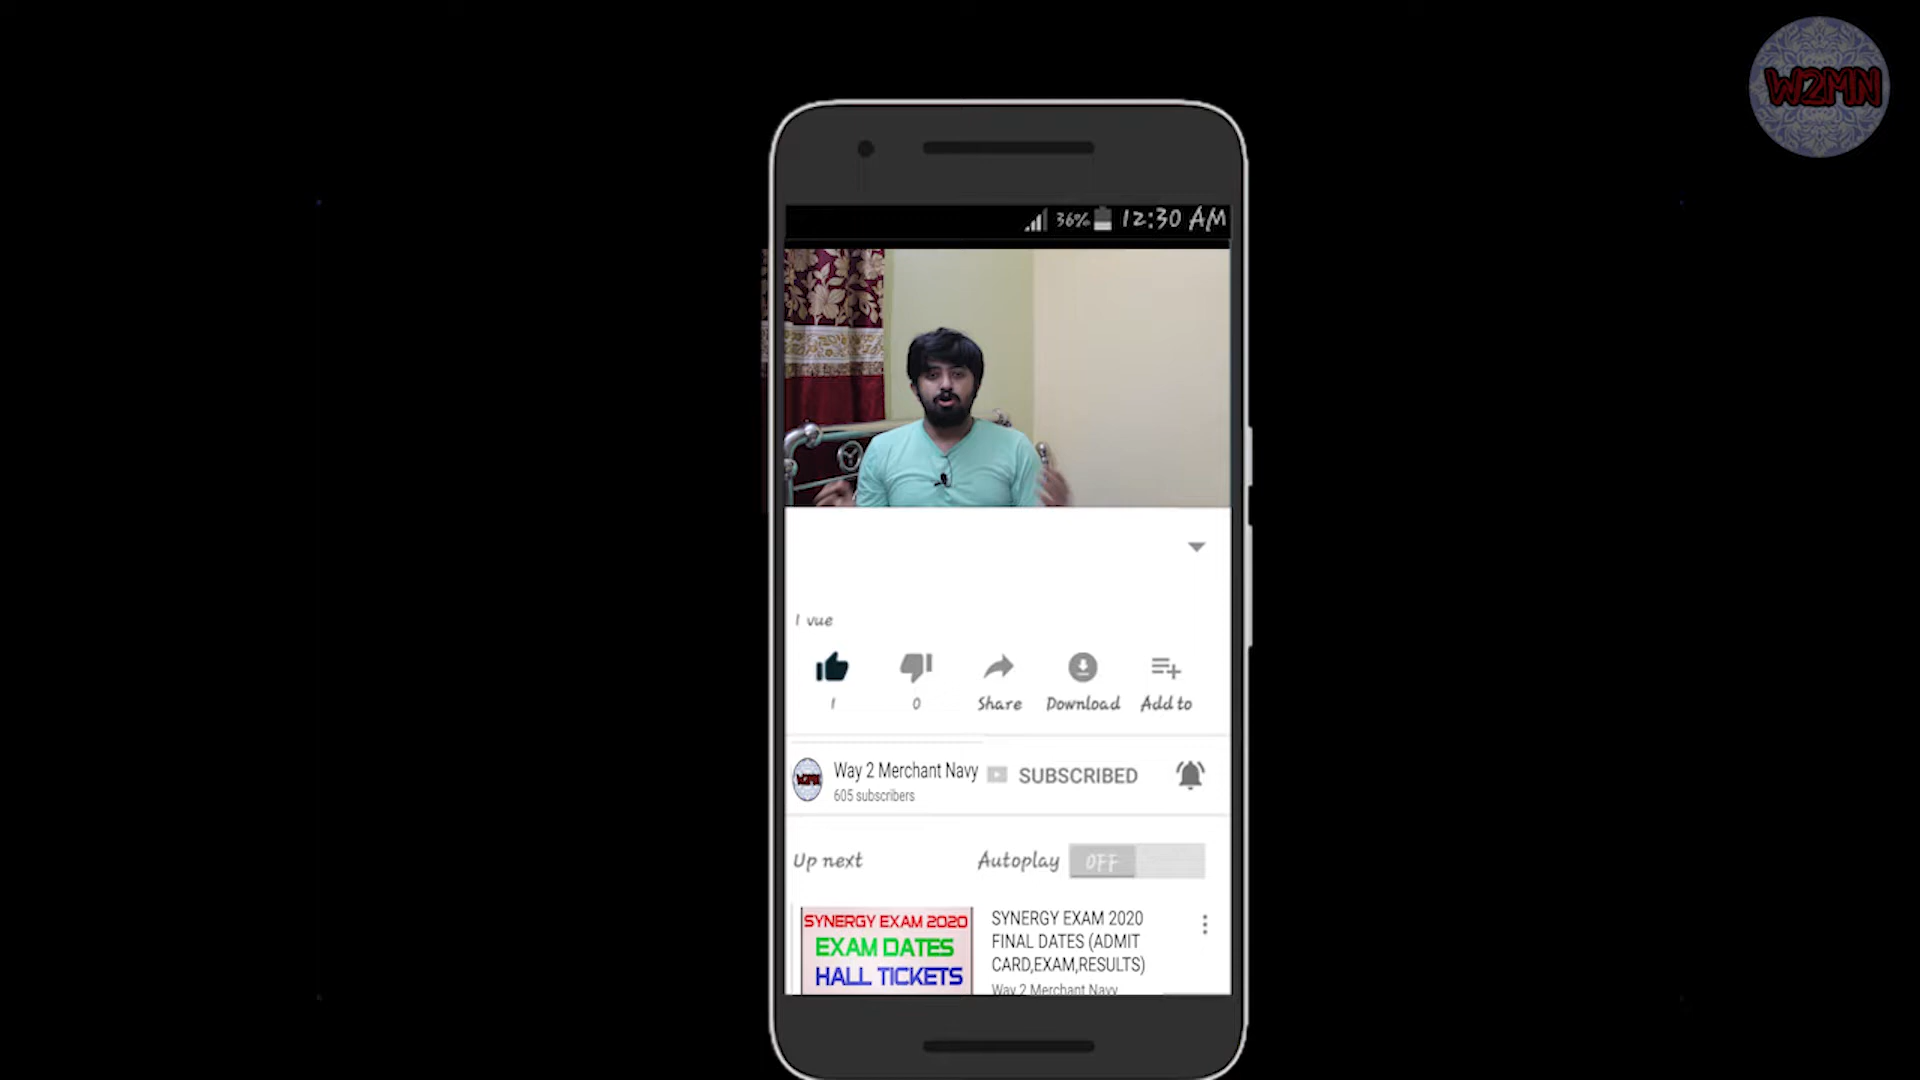 W2MN
36% 12:30 AM
1 vue
1
0
Share
Download
Add to
W2MN
Way 2 Merchant Navy
SUBSCRIBED
605 subscribers
Up next
Autoplay
OFF
SYNERGY EXAM 2020
EXAM DATES
HALL TICKETS
SYNERGY EXAM 2020
FINAL DATES (ADMIT
CARD,EXAM,RESULTS)
Way 2 Merchant Navy